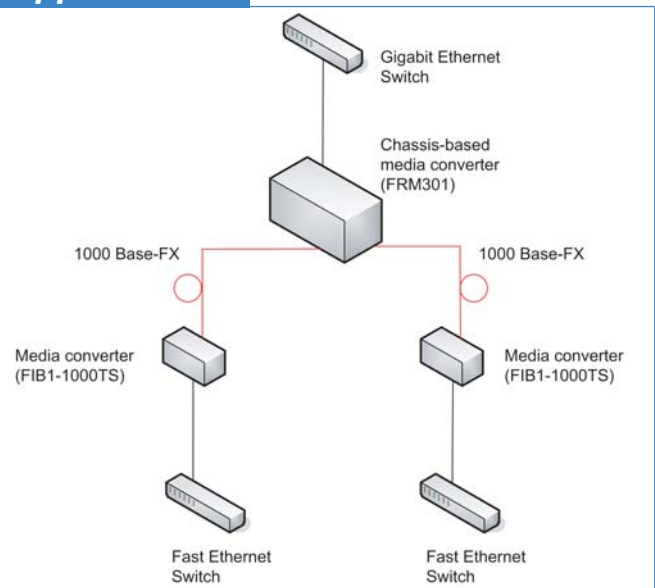 Gigabit Ethernet
Switch
Chassis-based
media converter
(FRM301)
1000 Base-FX
1000 Base-FX
Media converter
(FIB1-1000TS)
Media converter
(FIB1-1000TS)
Fast Ethernet
Switch
Fast Ethernet
Switch